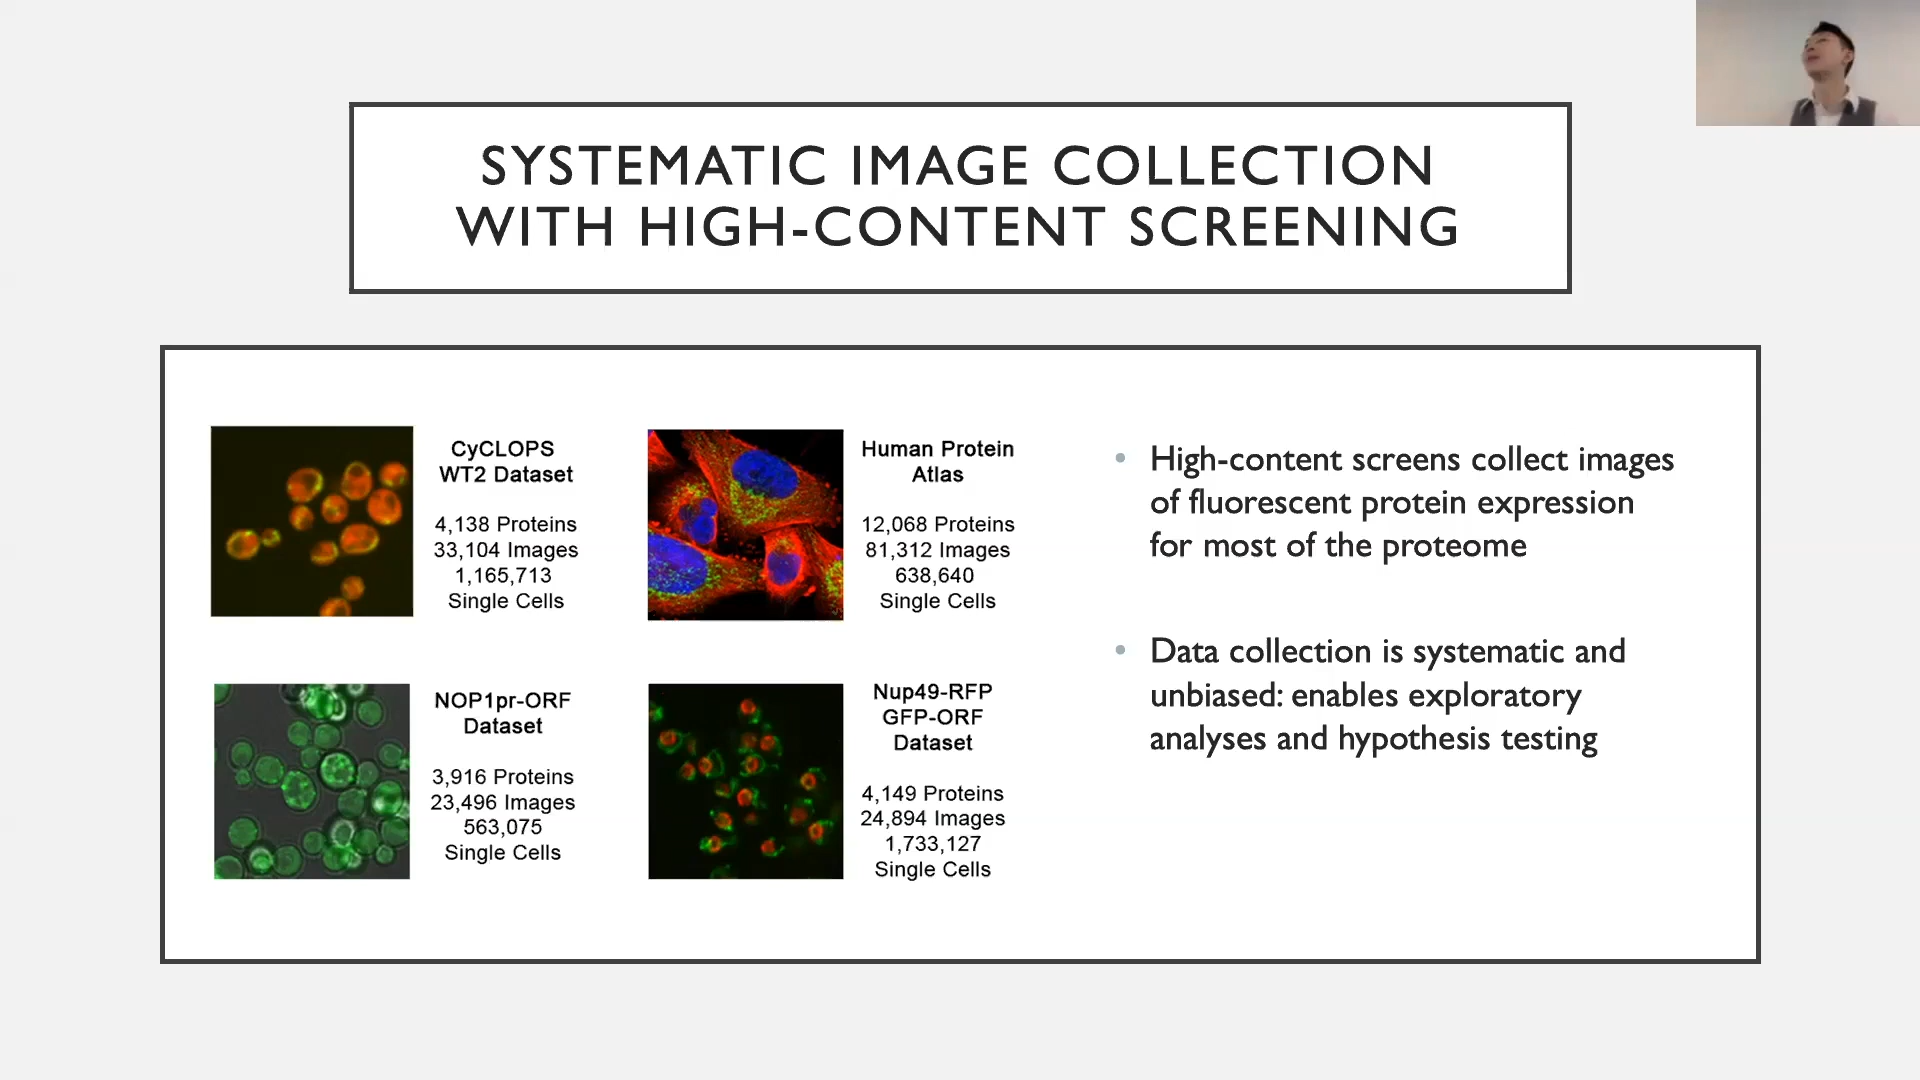 SYSTEMATIC IMAGE COLLECTION
WITH HIGH-CONTENT SCREENING
CyCLOPS
WT2 Dataset
4,138 Proteins
33,104 Images
1,165,713
Single Cells
Human Protein
Atlas
12,068 Proteins
81,312 Images
638,640
Single Cells
NOP1pr-ORF
Dataset
3,916 Proteins
23,496 Images
563,075
Single Cells
Nup49-RFP
GFP-ORF
Dataset
4,149 Proteins
24,894 Images
1,733,127
Single Cells
• High-content screens collect images
of fluorescent protein expression
for most of the proteome
• Data collection is systematic and
unbiased: enables exploratory
analyses and hypothesis testing